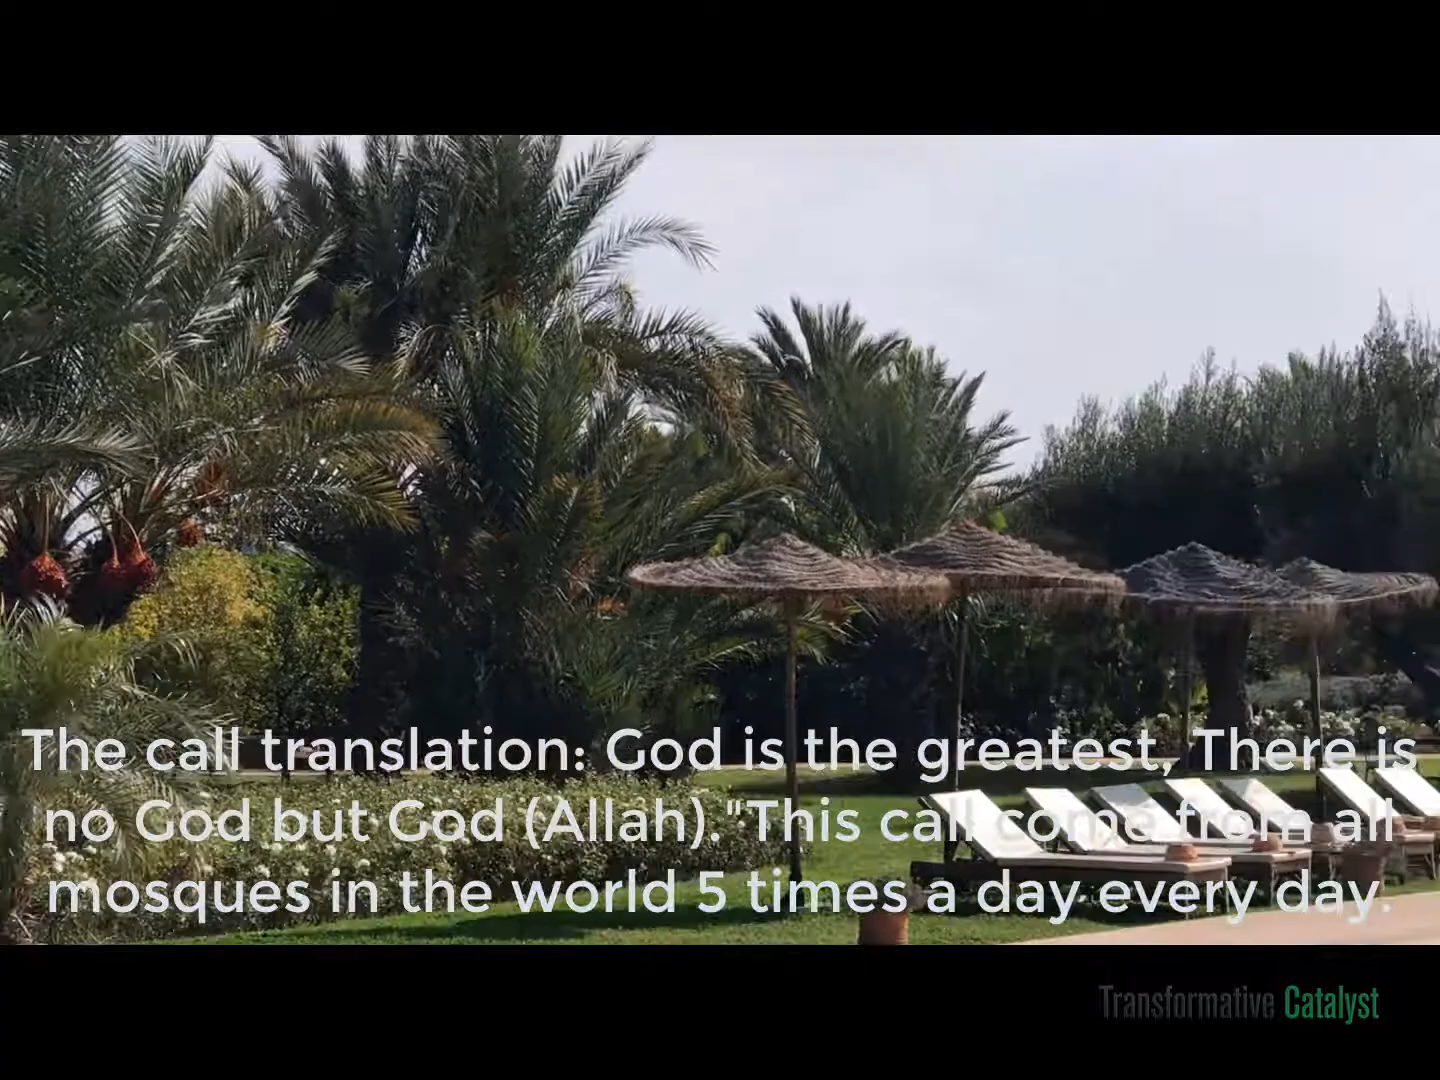 The call translation: God is the greatest, There is
no God but God (Allah)."This call come from all
mosques in the world 5 times a day every day.
Transformative Catalyst